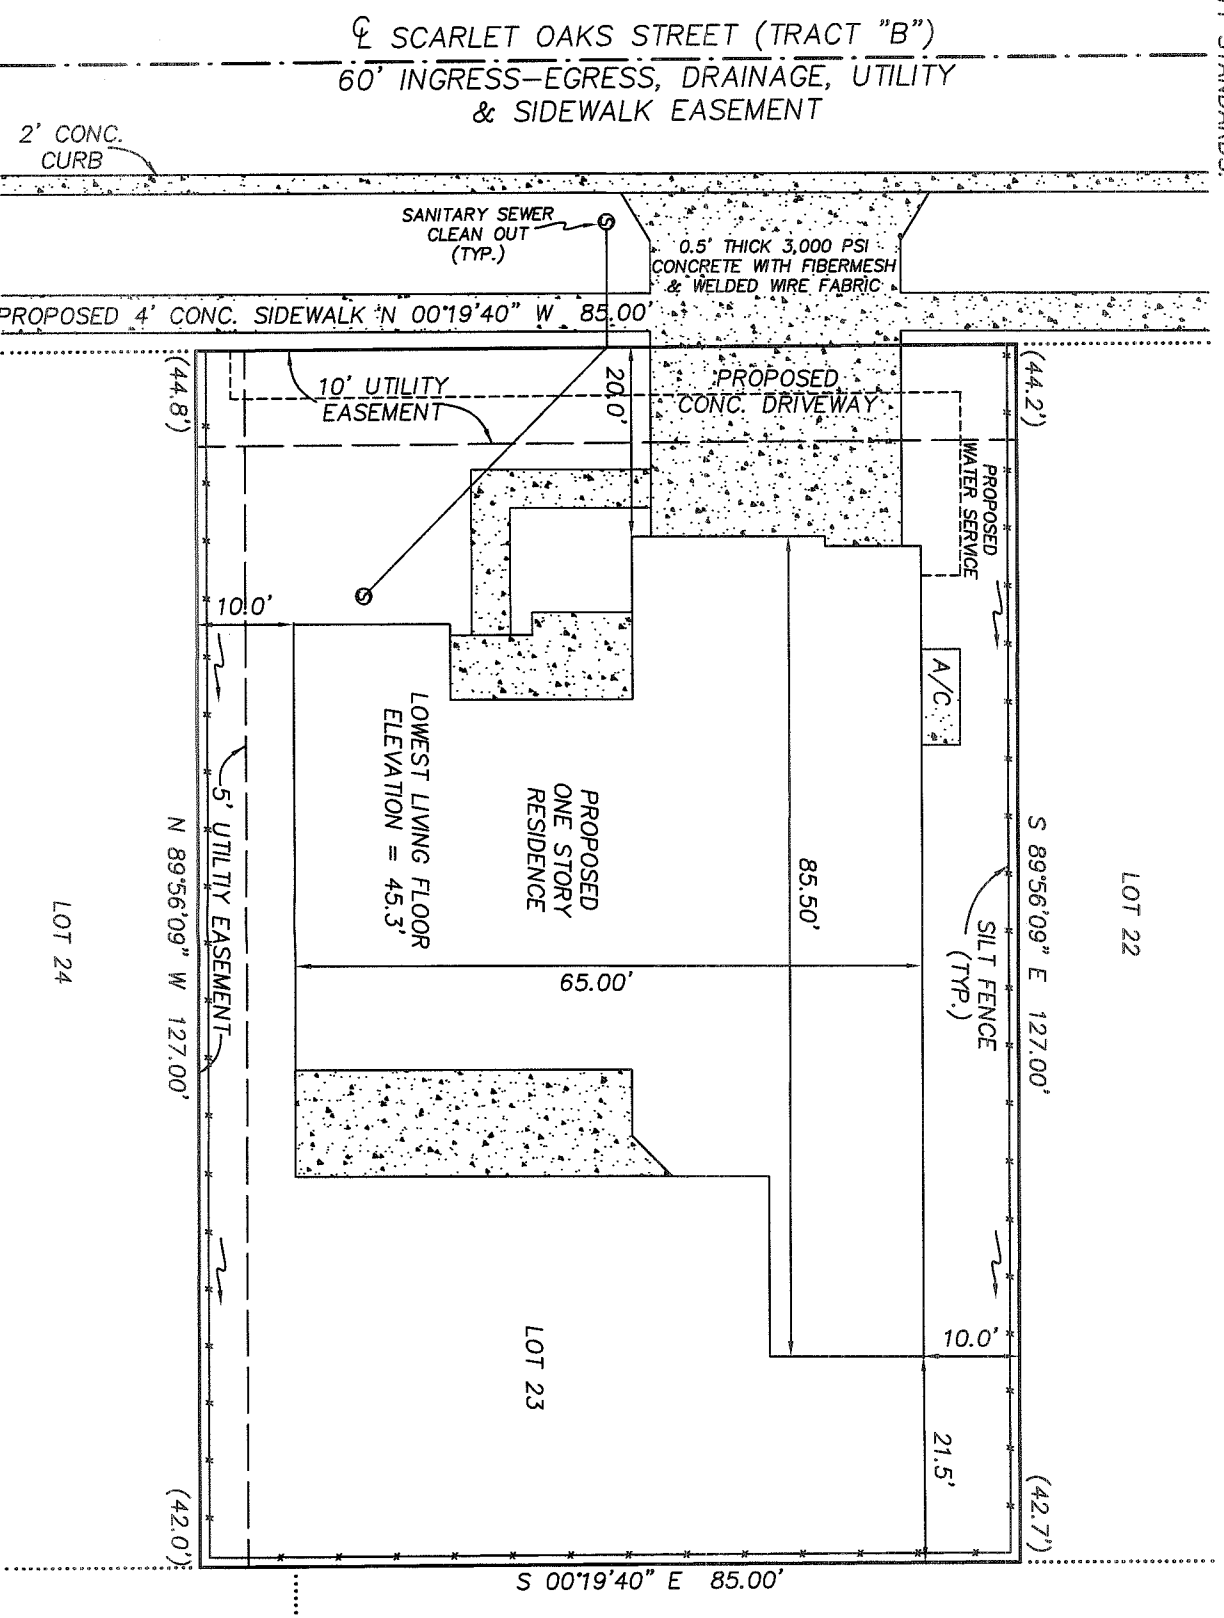 ℄ SCARLET OAKS STREET (TRACT "B")
60' INGRESS–EGRESS, DRAINAGE, UTILITY
& SIDEWALK EASEMENT
STANDARDS.
2' CONC.
CURB
SANITARY SEWER
CLEAN OUT
(TYP.)
S
0.5' THICK 3,000 PSI
CONCRETE WITH FIBERMESH
& WELDED WIRE FABRIC
PROPOSED 4' CONC. SIDEWALK N 00°19'40" W 85.00'
(44.8')
10' UTILITY
EASEMENT
20.0'
PROPOSED
CONC. DRIVEWAY
(44.2')
PROPOSED
WATER SERVICE
S
10.0'
A/C
LOWEST LIVING FLOOR
ELEVATION = 45.3'
PROPOSED
ONE STORY
RESIDENCE
85.50'
65.00'
5' UTILTIY EASEMENT
N 89°56'09" W 127.00'
LOT 24
S 89°56'09" E 127.00'
LOT 22
SILT FENCE
(TYP.)
LOT 23
10.0'
21.5'
(42.0')
(42.7')
S 00°19'40" E 85.00'